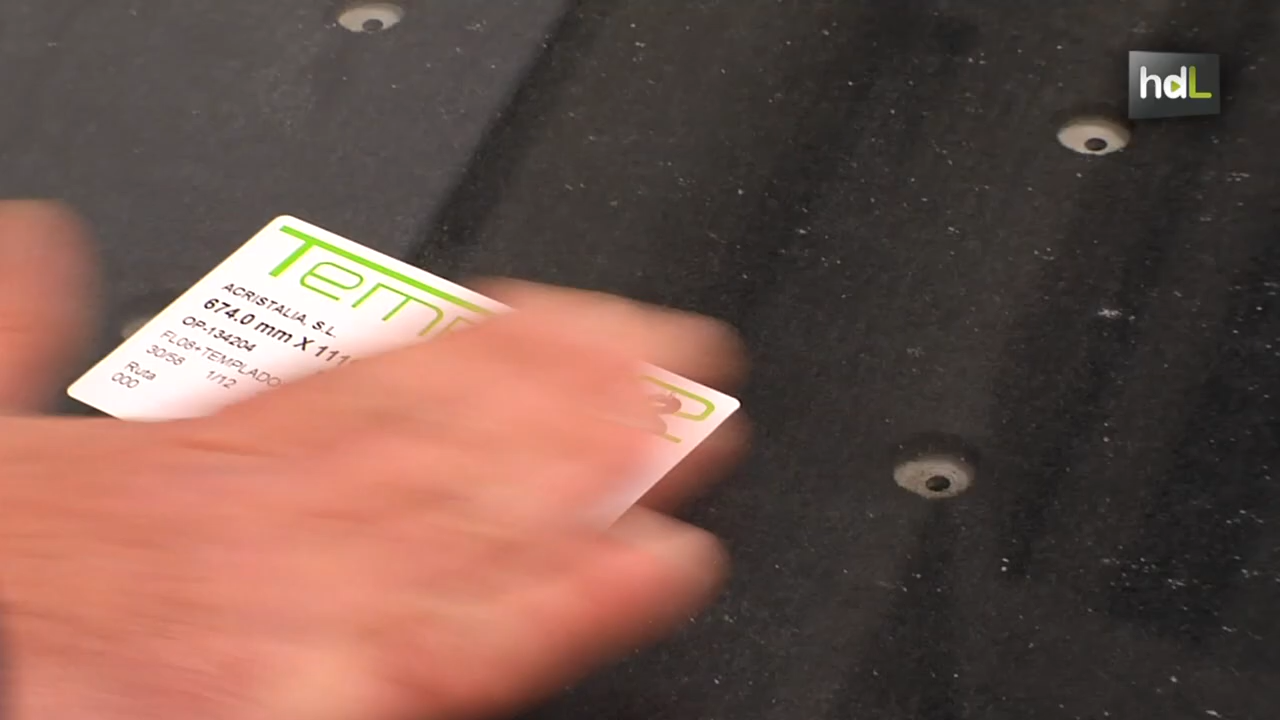 hdL
Tem
ACRISTALIA, S.L.
674.0 mm X 111
OP-134204
FL08+TEMPLADO
30/58 1/12
Ruta
000